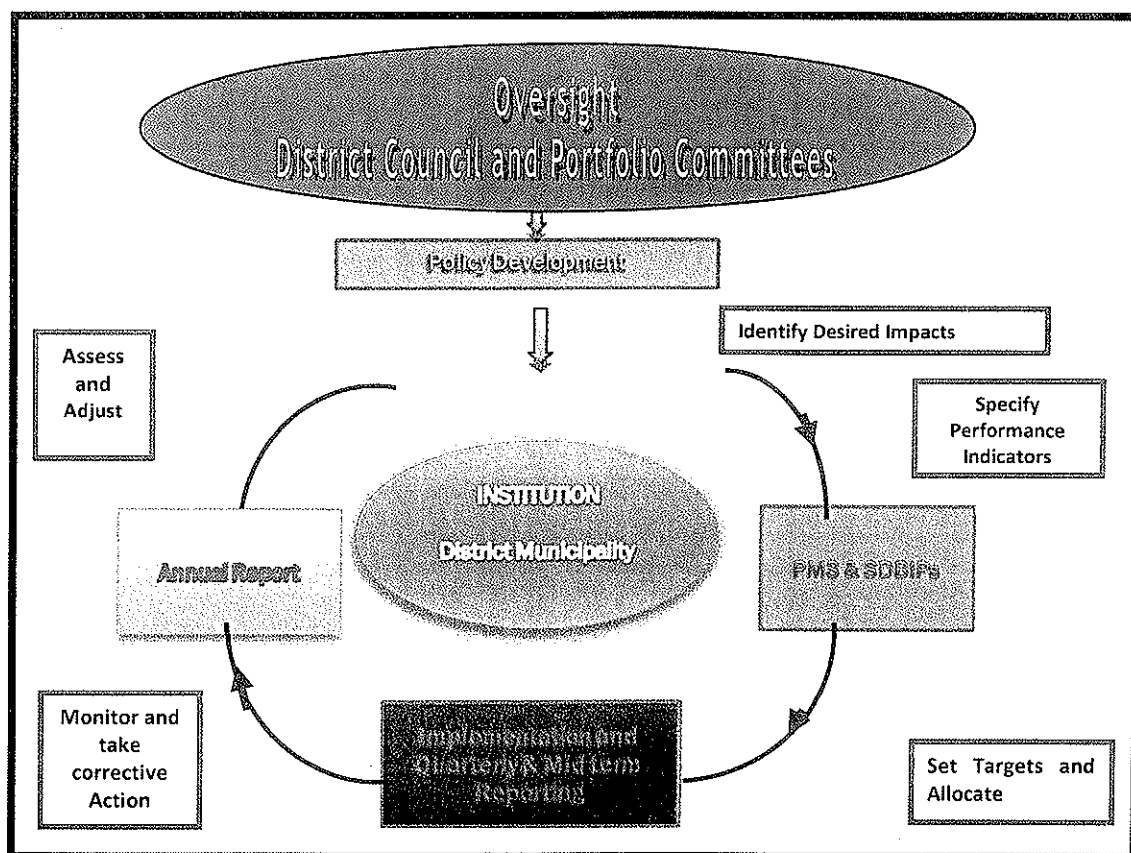 Oversight
District Council and Portfolio Committees
Policy Development
Identify Desired Impacts
Assess
and
Adjust
Specify
Performance
Indicators
INSTITUTION
District Municipality
Annual Report
PMS & SDBIPs
Monitor and
take
corrective
Action
Implementation and
Quarterly & Mid term
Reporting
Set Targets and
Allocate